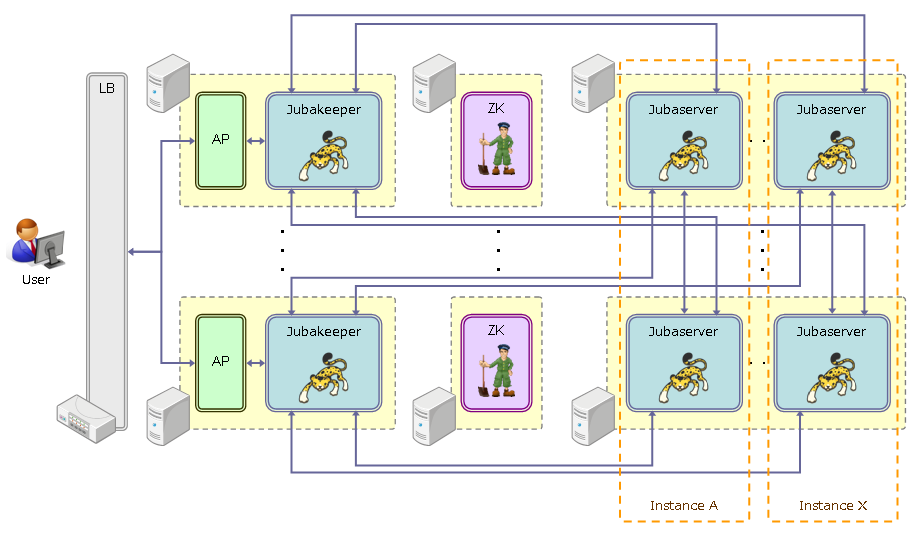 LB
AP
Jubakeeper
ZK
Jubaserver
Jubaserver
User
AP
Jubakeeper
ZK
Jubaserver
Jubaserver
Instance A
Instance X